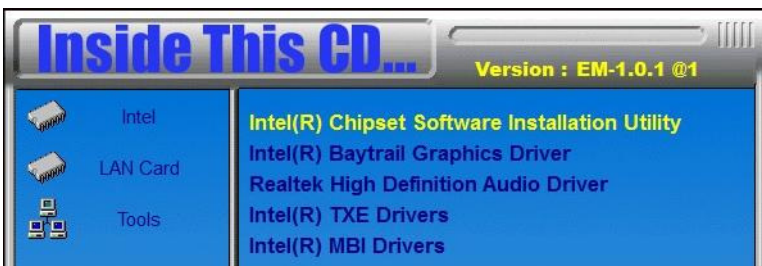 Inside This CD...
Version : EM-1.0.1 @1
Intel
LAN Card
Tools
Intel(R) Chipset Software Installation Utility
Intel(R) Baytrail Graphics Driver
Realtek High Definition Audio Driver
Intel(R) TXE Drivers
Intel(R) MBI Drivers